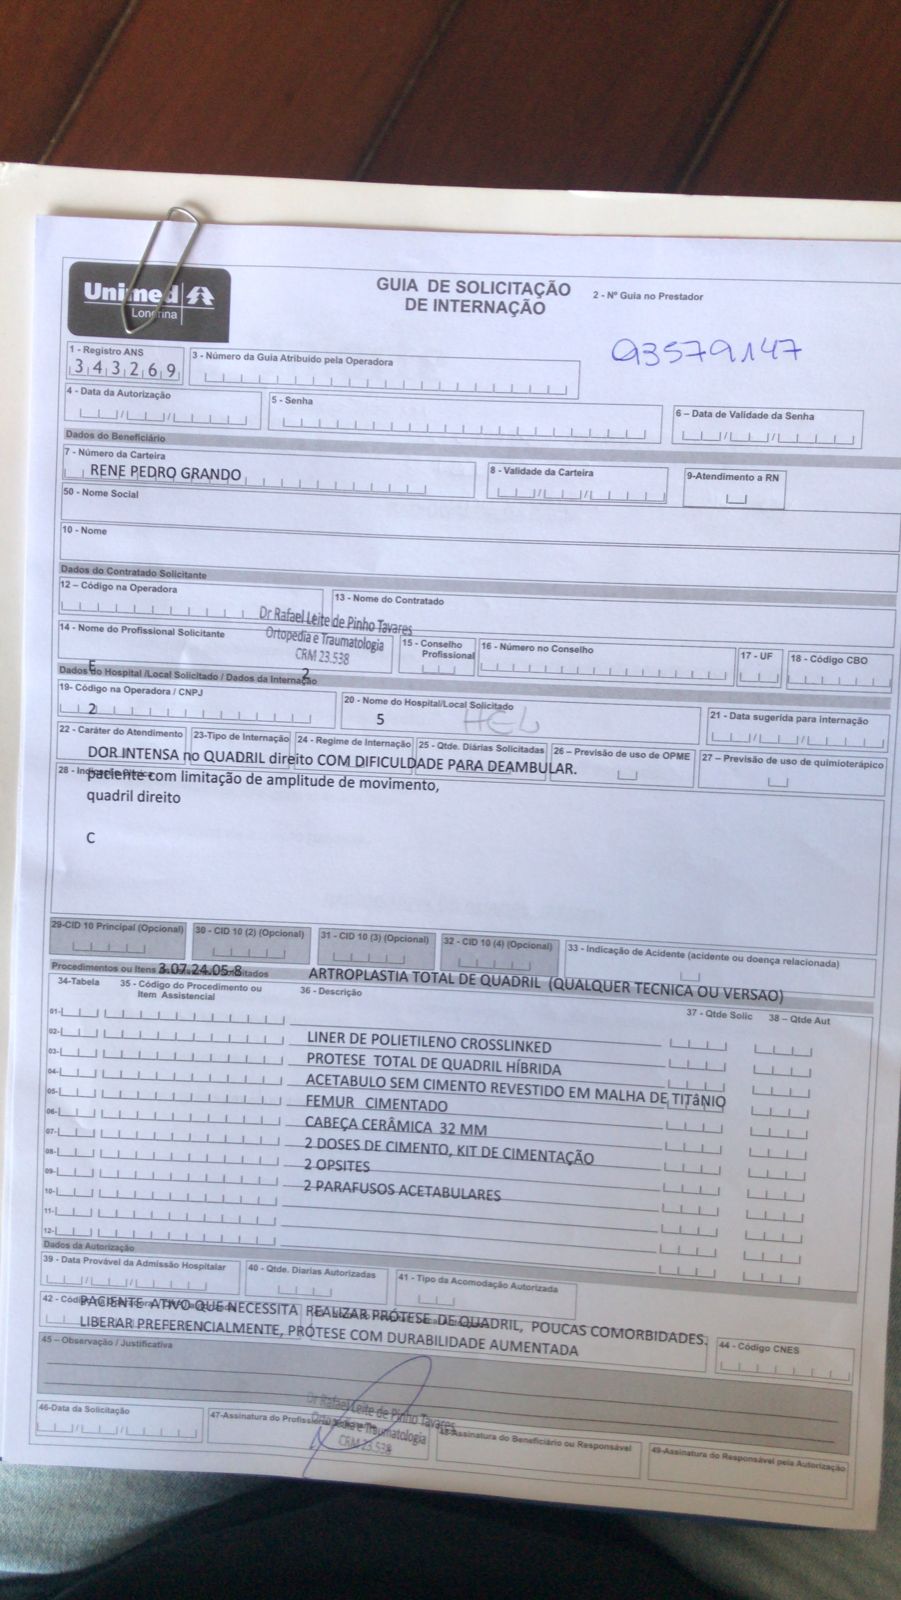 Unimed
Londrina
GUIA DE SOLICITAÇÃO
DE INTERNAÇÃO
2 - Nº Guia no Prestador
93579147
1 - Registro ANS
343269
3 - Número da Guia Atribuído pela Operadora
4 - Data da Autorização
5 - Senha
6 – Data de Validade da Senha
Dados do Beneficiário
7 - Número da Carteira
RENE PEDRO GRANDO
8 - Validade da Carteira
9-Atendimento a RN
50 - Nome Social
10 - Nome
Dados do Contratado Solicitante
12 – Código na Operadora
13 - Nome do Contratado
Dr Rafael Leite de Pinho Tavares
Ortopedia e Traumatologia
CRM 23.538
14 - Nome do Profissional Solicitante
15 - Conselho Profissional
16 - Número no Conselho
17 - UF
18 - Código CBO
E
2
Dados do Hospital /Local Solicitado / Dados da Internação
19- Código na Operadora / CNPJ
20 - Nome do Hospital/Local Solicitado
HCL
21 - Data sugerida para internação
2
5
22 - Caráter do Atendimento
23-Tipo de Internação
24 - Regime de Internação
25 - Qtde. Diárias Solicitadas
26 – Previsão de uso de OPME
27 – Previsão de uso de quimioterápico
DOR INTENSA no QUADRIL direito COM DIFICULDADE PARA DEAMBULAR.
28 - Indicação
paciente com limitação de amplitude de movimento,
quadril direito
C
29-CID 10 Principal (Opcional)
30 - CID 10 (2) (Opcional)
31 - CID 10 (3) (Opcional)
32 - CID 10 (4) (Opcional)
33 - Indicação de Acidente (acidente ou doença relacionada)
Procedimentos ou Itens Solicitados
3.07.24.05-8
ARTROPLASTIA TOTAL DE QUADRIL (QUALQUER TECNICA OU VERSAO)
34-Tabela
35 - Código do Procedimento ou
Item Assistencial
36 - Descrição
37 - Qtde Solic
38 – Qtde Aut
01-
02-
LINER DE POLIETILENO CROSSLINKED
03-
PROTESE TOTAL DE QUADRIL HÍBRIDA
04-
ACETABULO SEM CIMENTO REVESTIDO EM MALHA DE TITâNIO
05-
FEMUR CIMENTADO
06-
CABEÇA CERÂMICA 32 MM
07-
2 DOSES DE CIMENTO, KIT DE CIMENTAÇÃO
08-
2 OPSITES
09-
2 PARAFUSOS ACETABULARES
10-
11-
12-
Dados da Autorização
39 - Data Provável da Admissão Hospitalar
40 - Qtde. Diarias Autorizadas
41 - Tipo da Acomodação Autorizada
PACIENTE ATIVO QUE NECESSITA REALIZAR PRÓTESE DE QUADRIL, POUCAS COMORBIDADES.
LIBERAR PREFERENCIALMENTE, PRÓTESE COM DURABILIDADE AUMENTADA
44 - Código CNES
45 – Observação / Justificativa
Dr Rafael Leite de Pinho Tavares
Ortopedia e Traumatologia
CRM 23.538
46-Data da Solicitação
47-Assinatura do Profissional
48-Assinatura do Beneficiário ou Responsável
49-Assinatura do Responsável pela Autorização